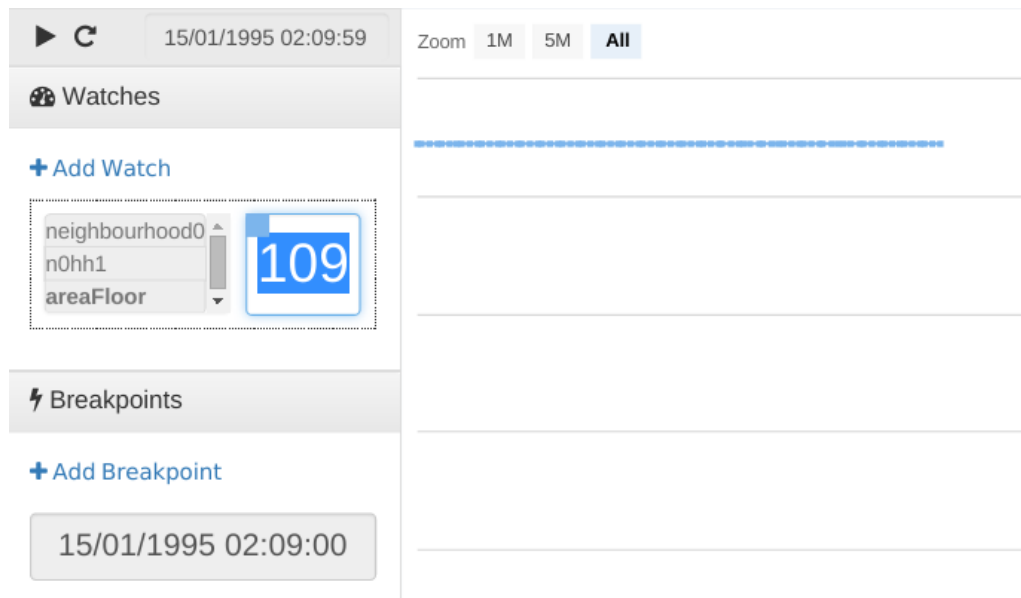 15/01/1995 02:09:59
Zoom 1M 5M All
Watches
Add Watch
neighbourhood0
n0hh1
areaFloor
109
Breakpoints
Add Breakpoint
15/01/1995 02:09:00